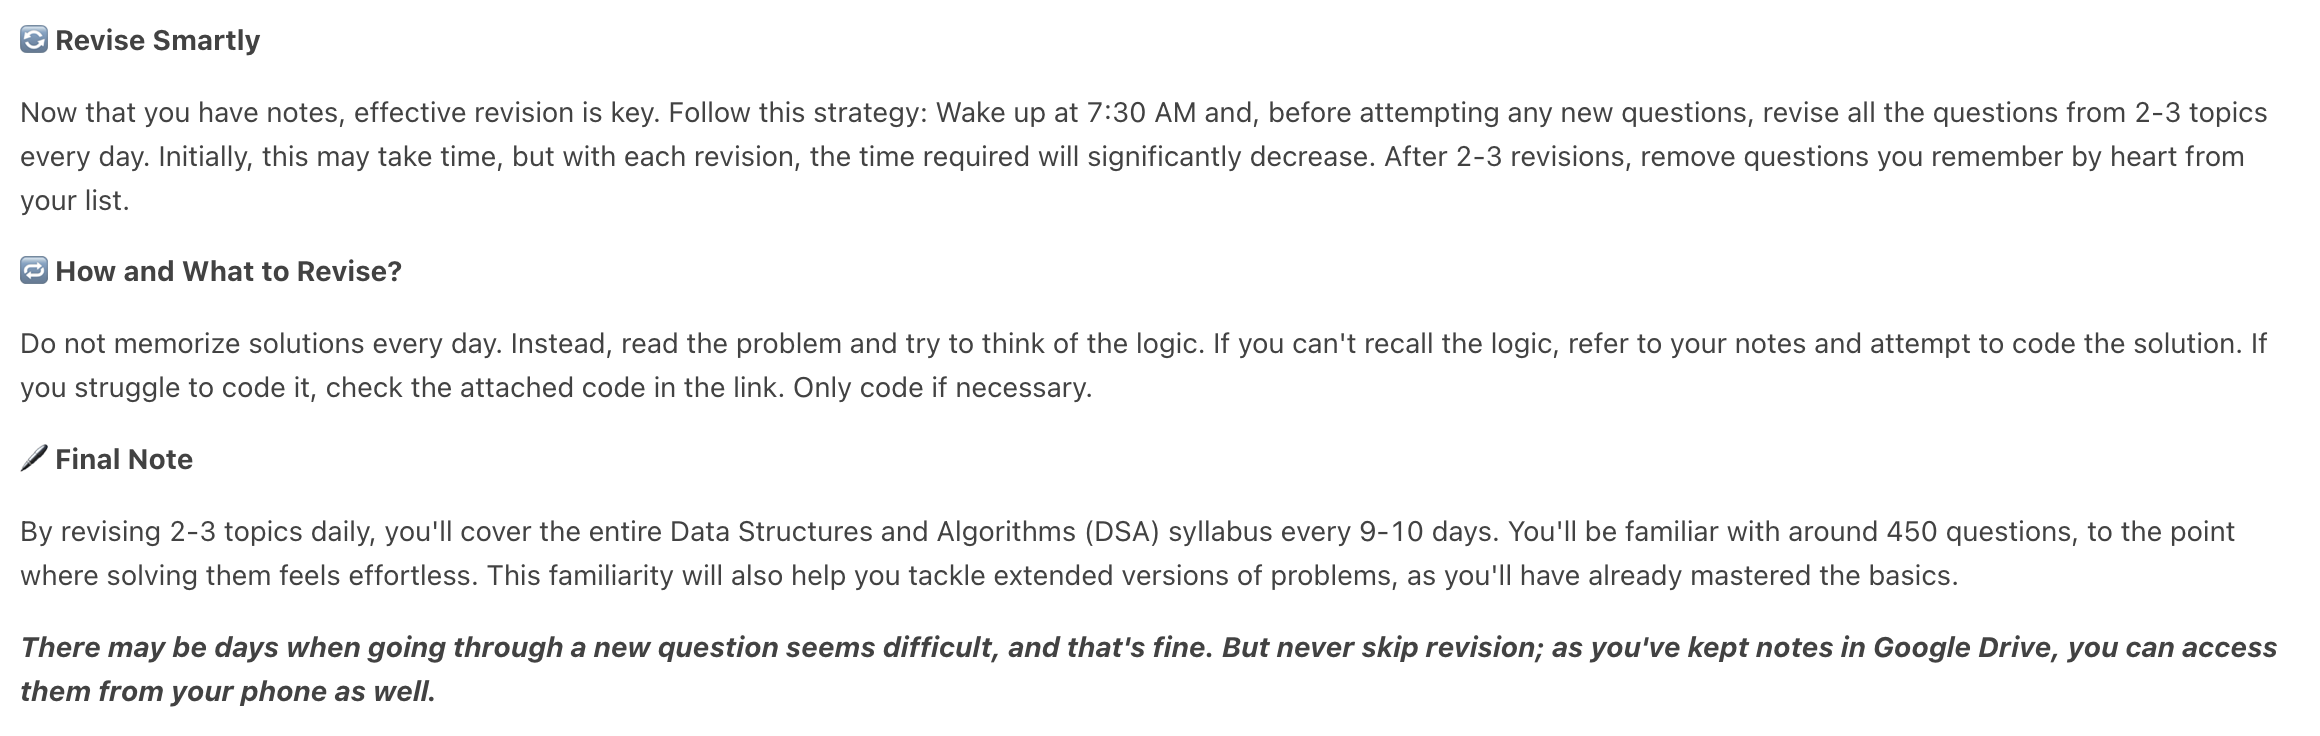 🔄 Revise Smartly
Now that you have notes, effective revision is key. Follow this strategy: Wake up at 7:30 AM and, before attempting any new questions, revise all the questions from 2-3 topics
every day. Initially, this may take time, but with each revision, the time required will significantly decrease. After 2-3 revisions, remove questions you remember by heart from
your list.
🔁 How and What to Revise?
Do not memorize solutions every day. Instead, read the problem and try to think of the logic. If you can't recall the logic, refer to your notes and attempt to code the solution. If
you struggle to code it, check the attached code in the link. Only code if necessary.
🖋 Final Note
By revising 2-3 topics daily, you'll cover the entire Data Structures and Algorithms (DSA) syllabus every 9-10 days. You'll be familiar with around 450 questions, to the point
where solving them feels effortless. This familiarity will also help you tackle extended versions of problems, as you'll have already mastered the basics.
There may be days when going through a new question seems difficult, and that's fine. But never skip revision; as you've kept notes in Google Drive, you can access
them from your phone as well.